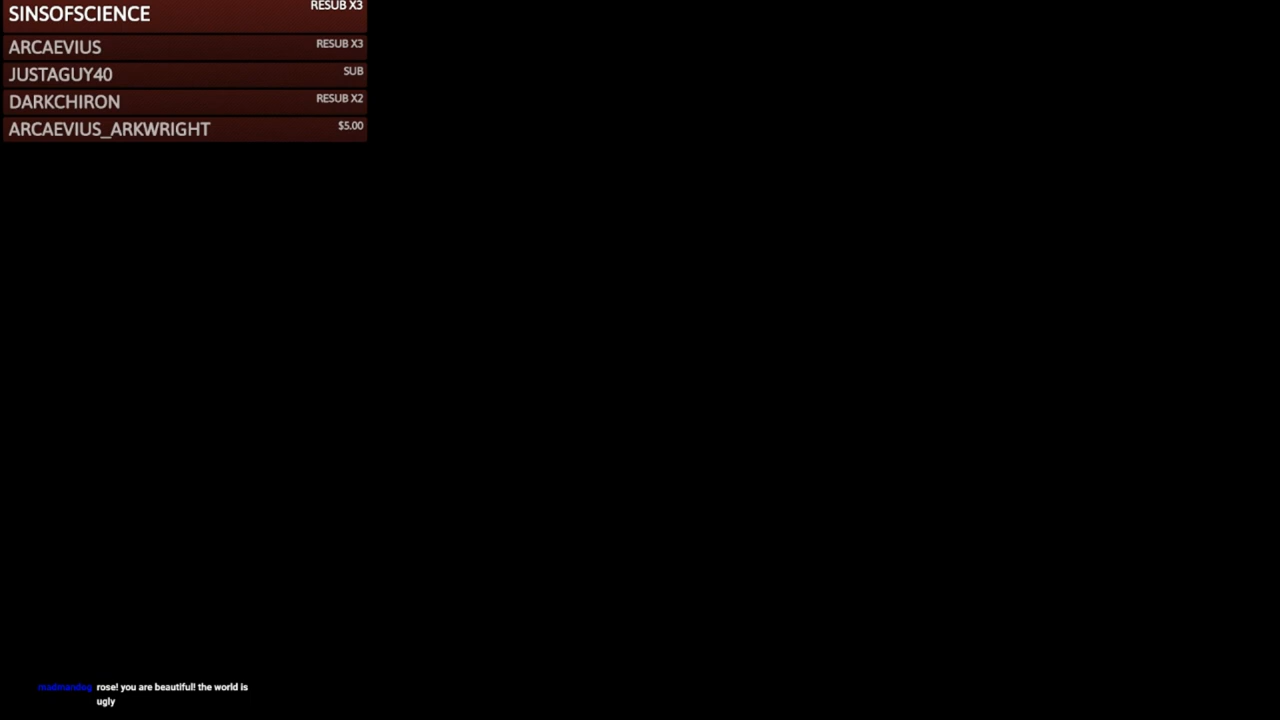 SINSOFSCIENCE RESUB X3
ARCAEVIUS RESUB X3
JUSTAGUY40 SUB
DARKCHIRON RESUB X2
ARCAEVIUS_ARKWRIGHT $5.00
rose! you are beautiful! the world is
ugly